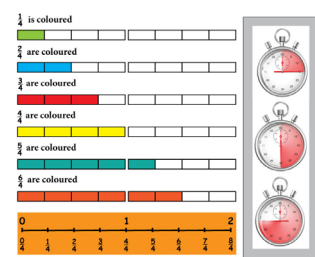 1/4 is coloured
2/4 are coloured
3/4 are coloured
4/4 are coloured
5/4 are coloured
6/4 are coloured
0 1 2
0/4 1/4 2/4 3/4 4/4 5/4 6/4 7/4 8/4